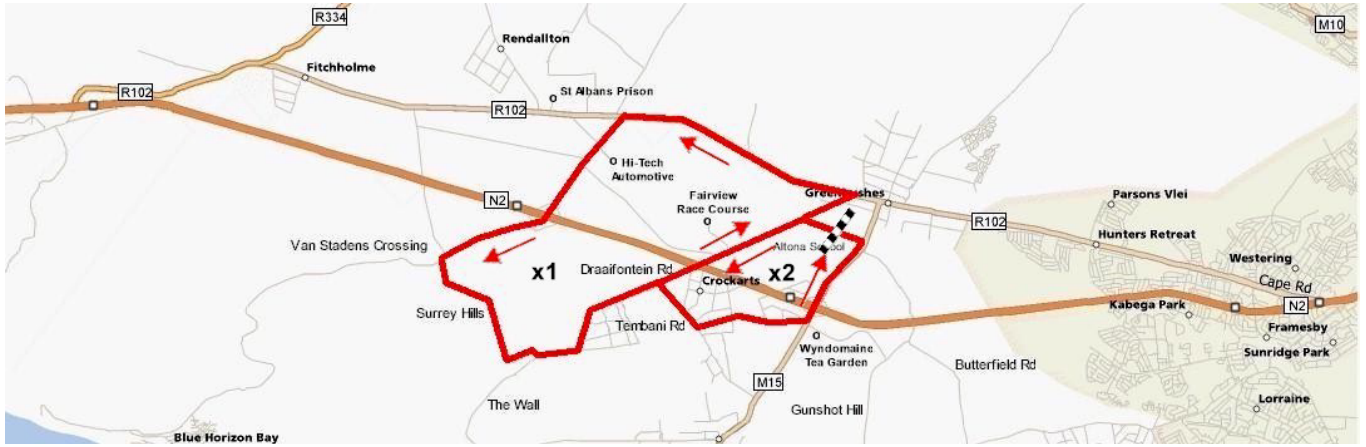 R334
M10
Rendallton
Fitchholme
R102
St Albans Prison
R102
Hi-Tech
Automotive
Fairview
Race Course
Parsons Vlei
N2
R102
Van Stadens Crossing
Altona
Hunters Retreat
Westering
x1
Draaifontein Rd
x2
Crockarts
Cape Rd
Kabega Park
N2
Surrey Hills
Tembani Rd
Framesby
Wyndomaine
Tea Garden
Sunridge Park
Butterfield Rd
M15
The Wall
Gunshot Hill
Lorraine
Blue Horizon Bay